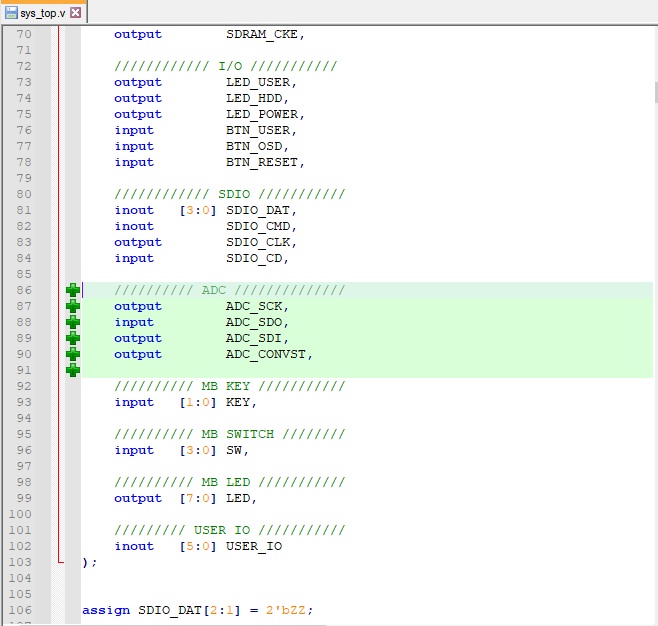 sys_top.v
70 output SDRAM_CKE,
71
72 //////////// I/O ///////////
73 output LED_USER,
74 output LED_HDD,
75 output LED_POWER,
76 input BTN_USER,
77 input BTN_OSD,
78 input BTN_RESET,
79
80 //////////// SDIO ///////////
81 inout [3:0] SDIO_DAT,
82 inout SDIO_CMD,
83 output SDIO_CLK,
84 input SDIO_CD,
85
86 ////////// ADC //////////////
87 output ADC_SCK,
88 input ADC_SDO,
89 output ADC_SDI,
90 output ADC_CONVST,
91
92 ////////// MB KEY ///////////
93 input [1:0] KEY,
94
95 ////////// MB SWITCH ////////
96 input [3:0] SW,
97
98 ////////// MB LED ///////////
99 output [7:0] LED,
100
101 ///////// USER IO ///////////
102 inout [5:0] USER_IO
103 );
104
105
106 assign SDIO_DAT[2:1] = 2'bZZ;